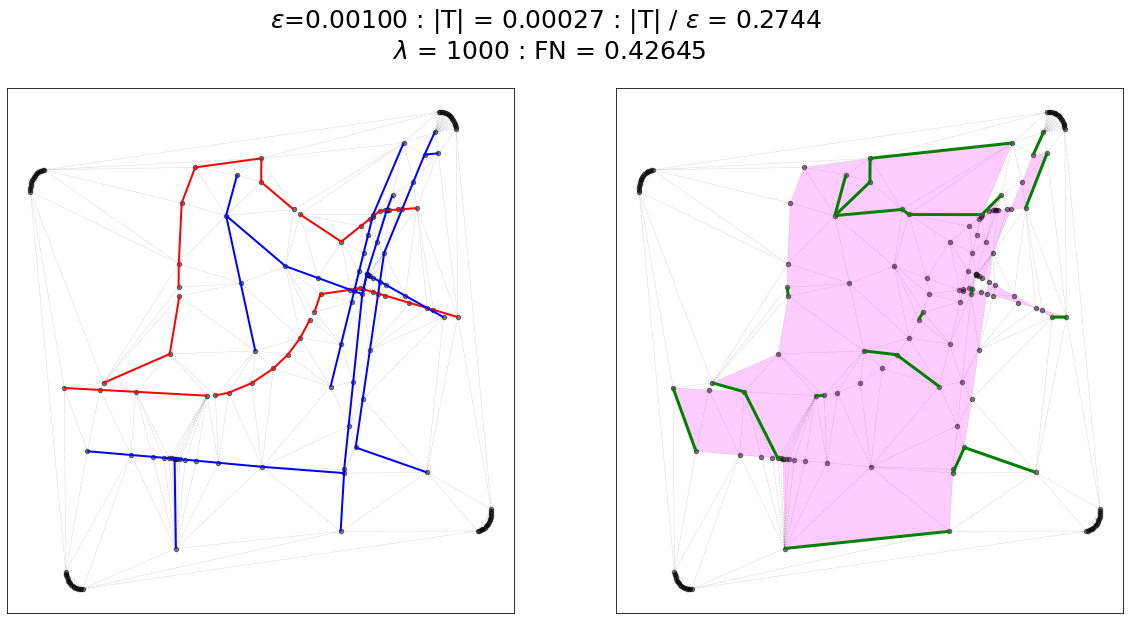 ε=0.00100 : |T| = 0.00027 : |T| / ε = 0.2744
λ = 1000 : FN = 0.42645